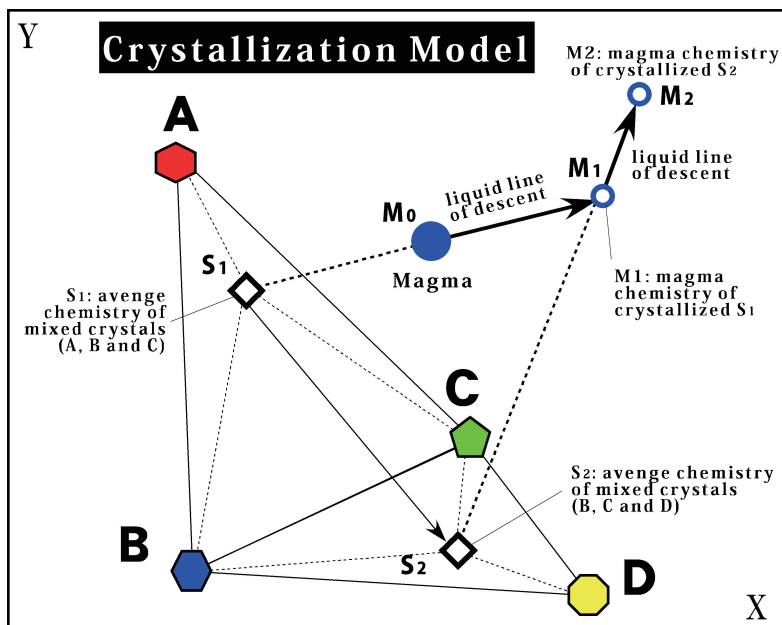 Y
Crystallization Model
M2: magma chemistry
of crystallized S2
M2
A
M1
liquid line
of descent
liquid line
of descent
M0
S1
Magma
M1: magma
chemistry of
crystallized S1
S1: avenge
chemistry of
mixed crystals
(A, B and C)
C
S2: avenge chemistry
of mixed crystals
(B, C and D)
B
S2
D
X